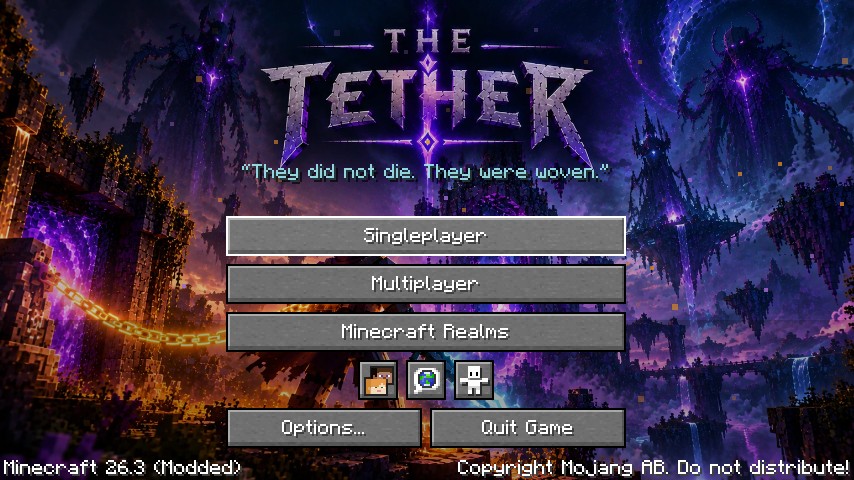 THE
TETHER
"They did not die. They were woven."
Singleplayer
Multiplayer
Minecraft Realms
Options...
Quit Game
Minecraft 26.3 (Modded)
Copyright Mojang AB. Do not distribute!